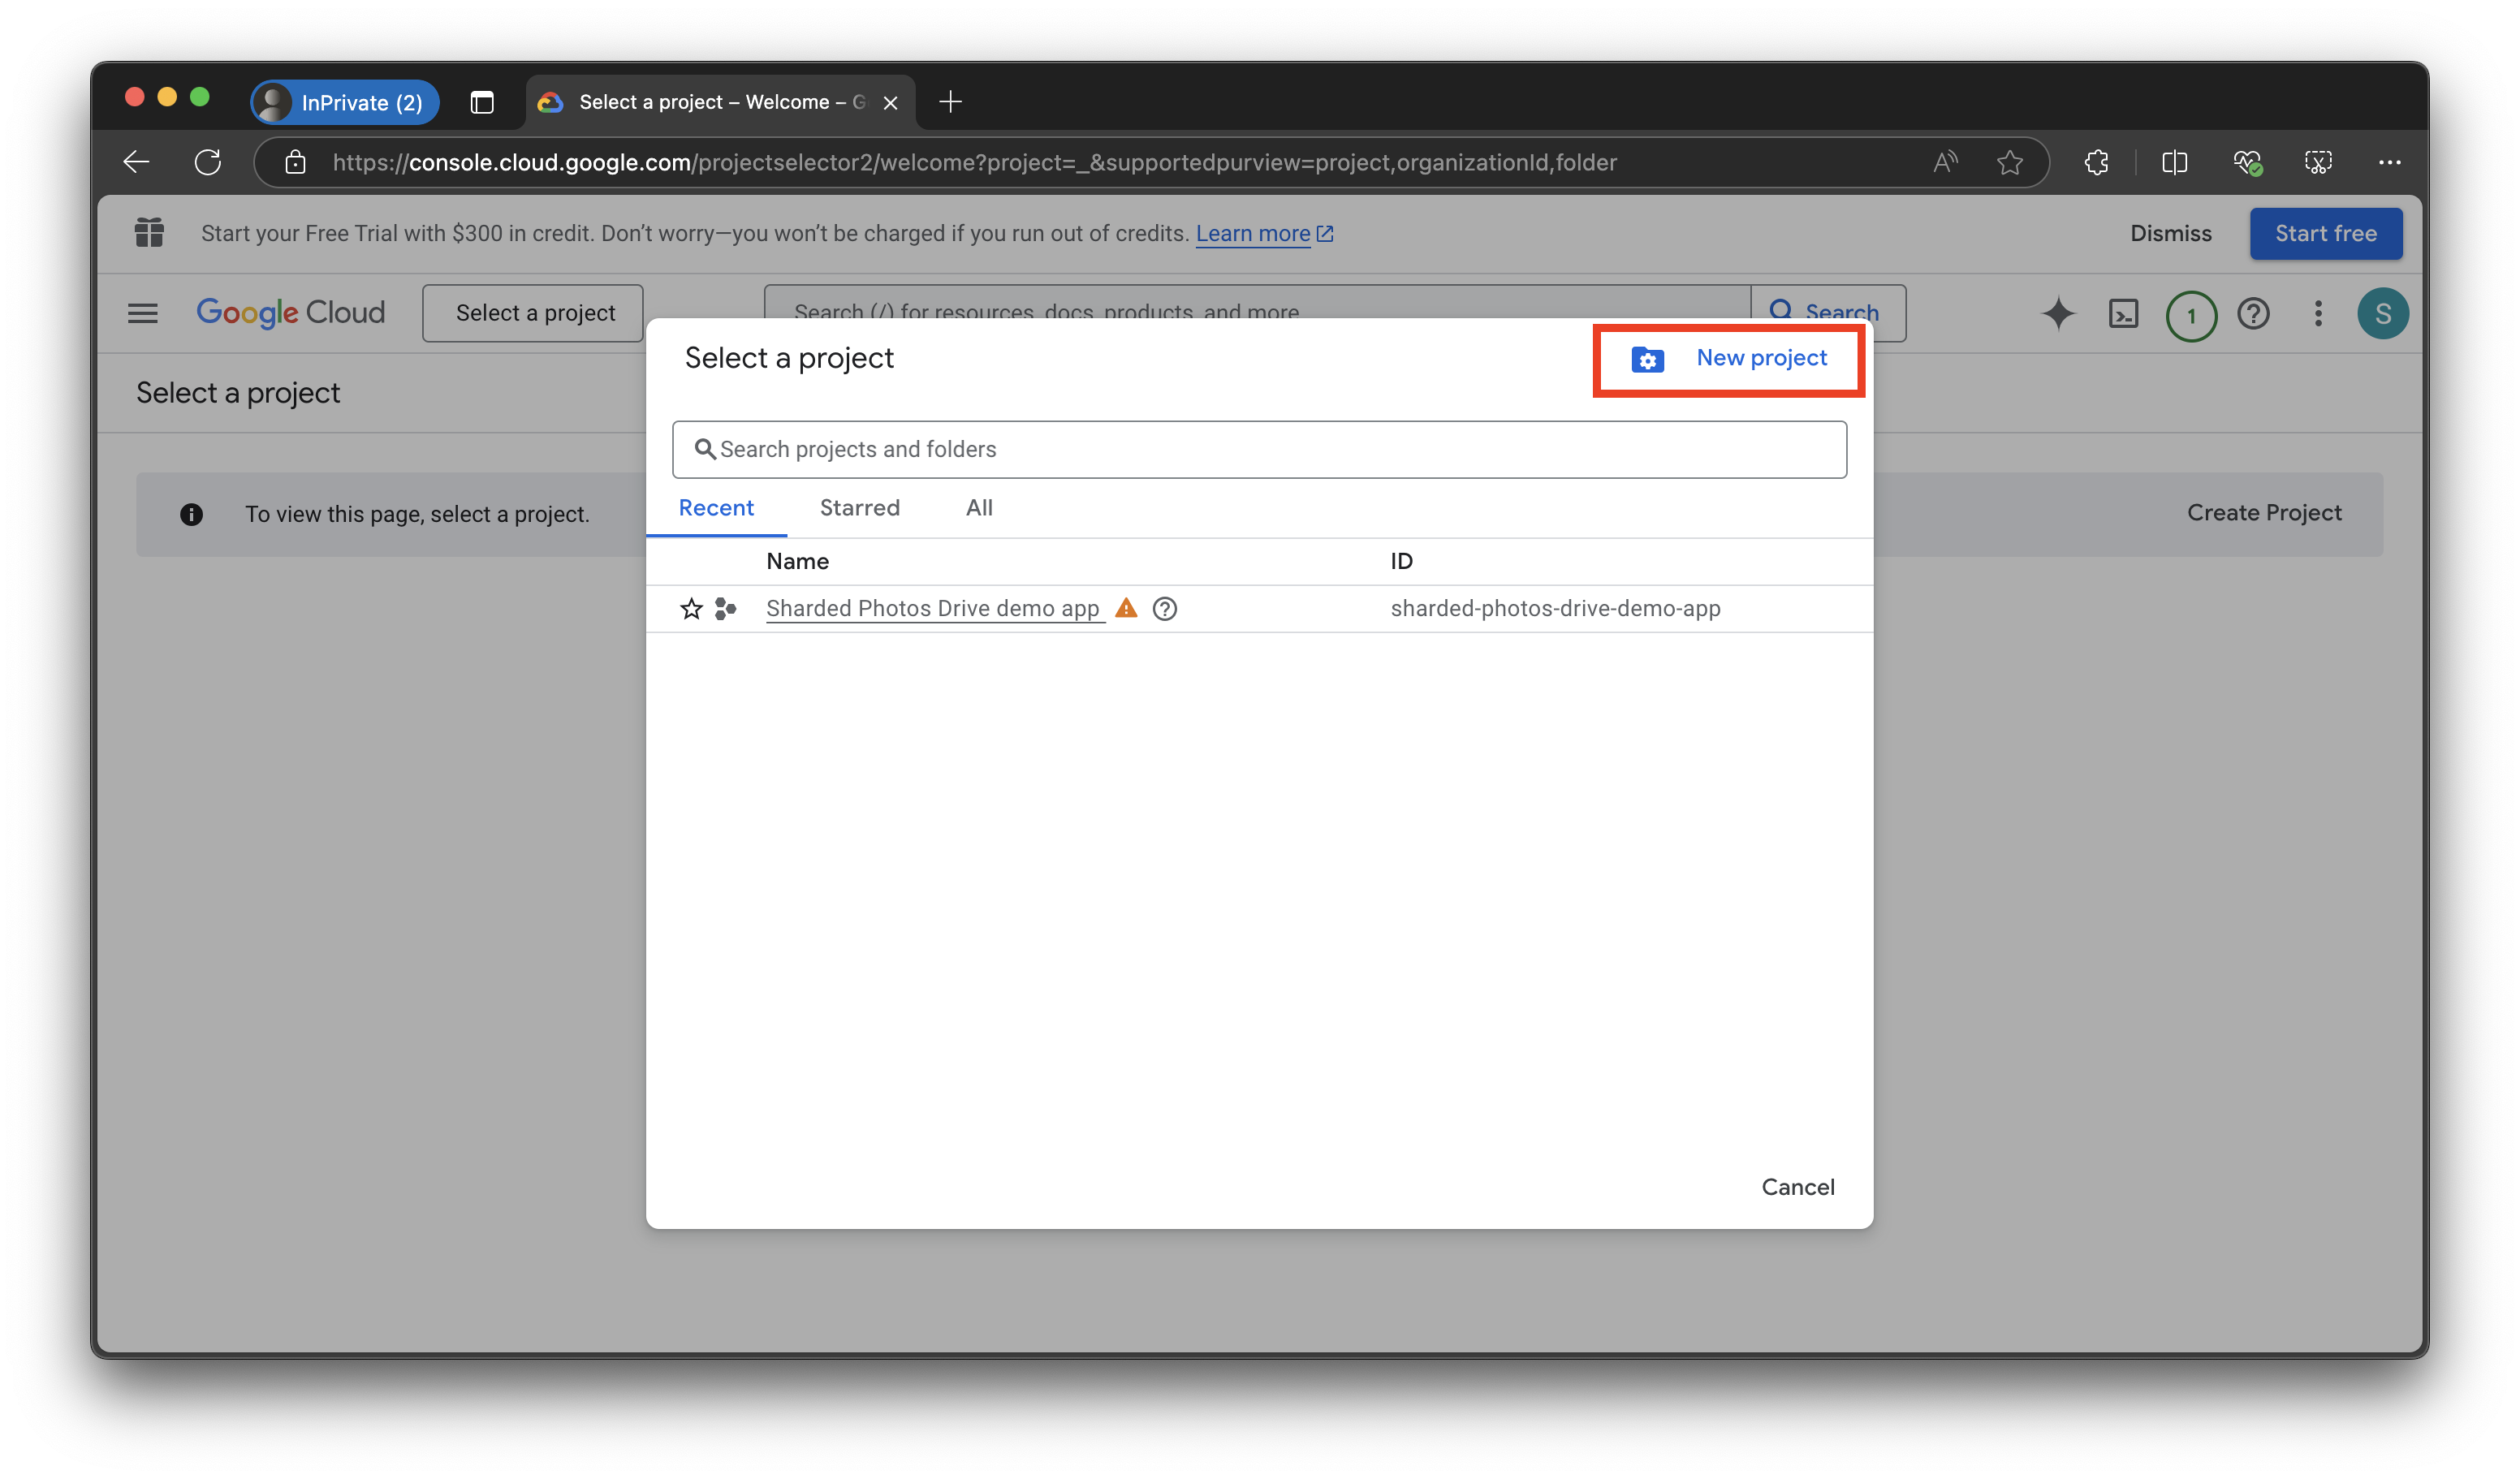 InPrivate (2)
Select a project – Welcome – G
https://console.cloud.google.com/projectselector2/welcome?project=_&supportedpurview=project,organizationId,folder
Start your Free Trial with $300 in credit. Don’t worry—you won’t be charged if you run out of credits. Learn more
Dismiss
Start free
Google Cloud
Select a project
Search (/) for resources, docs, products, and more
Search
1
S
Select a project
To view this page, select a project.
Create Project
Select a project
New project
Search projects and folders
Recent Starred All
Name ID
Sharded Photos Drive demo app sharded-photos-drive-demo-app
Cancel